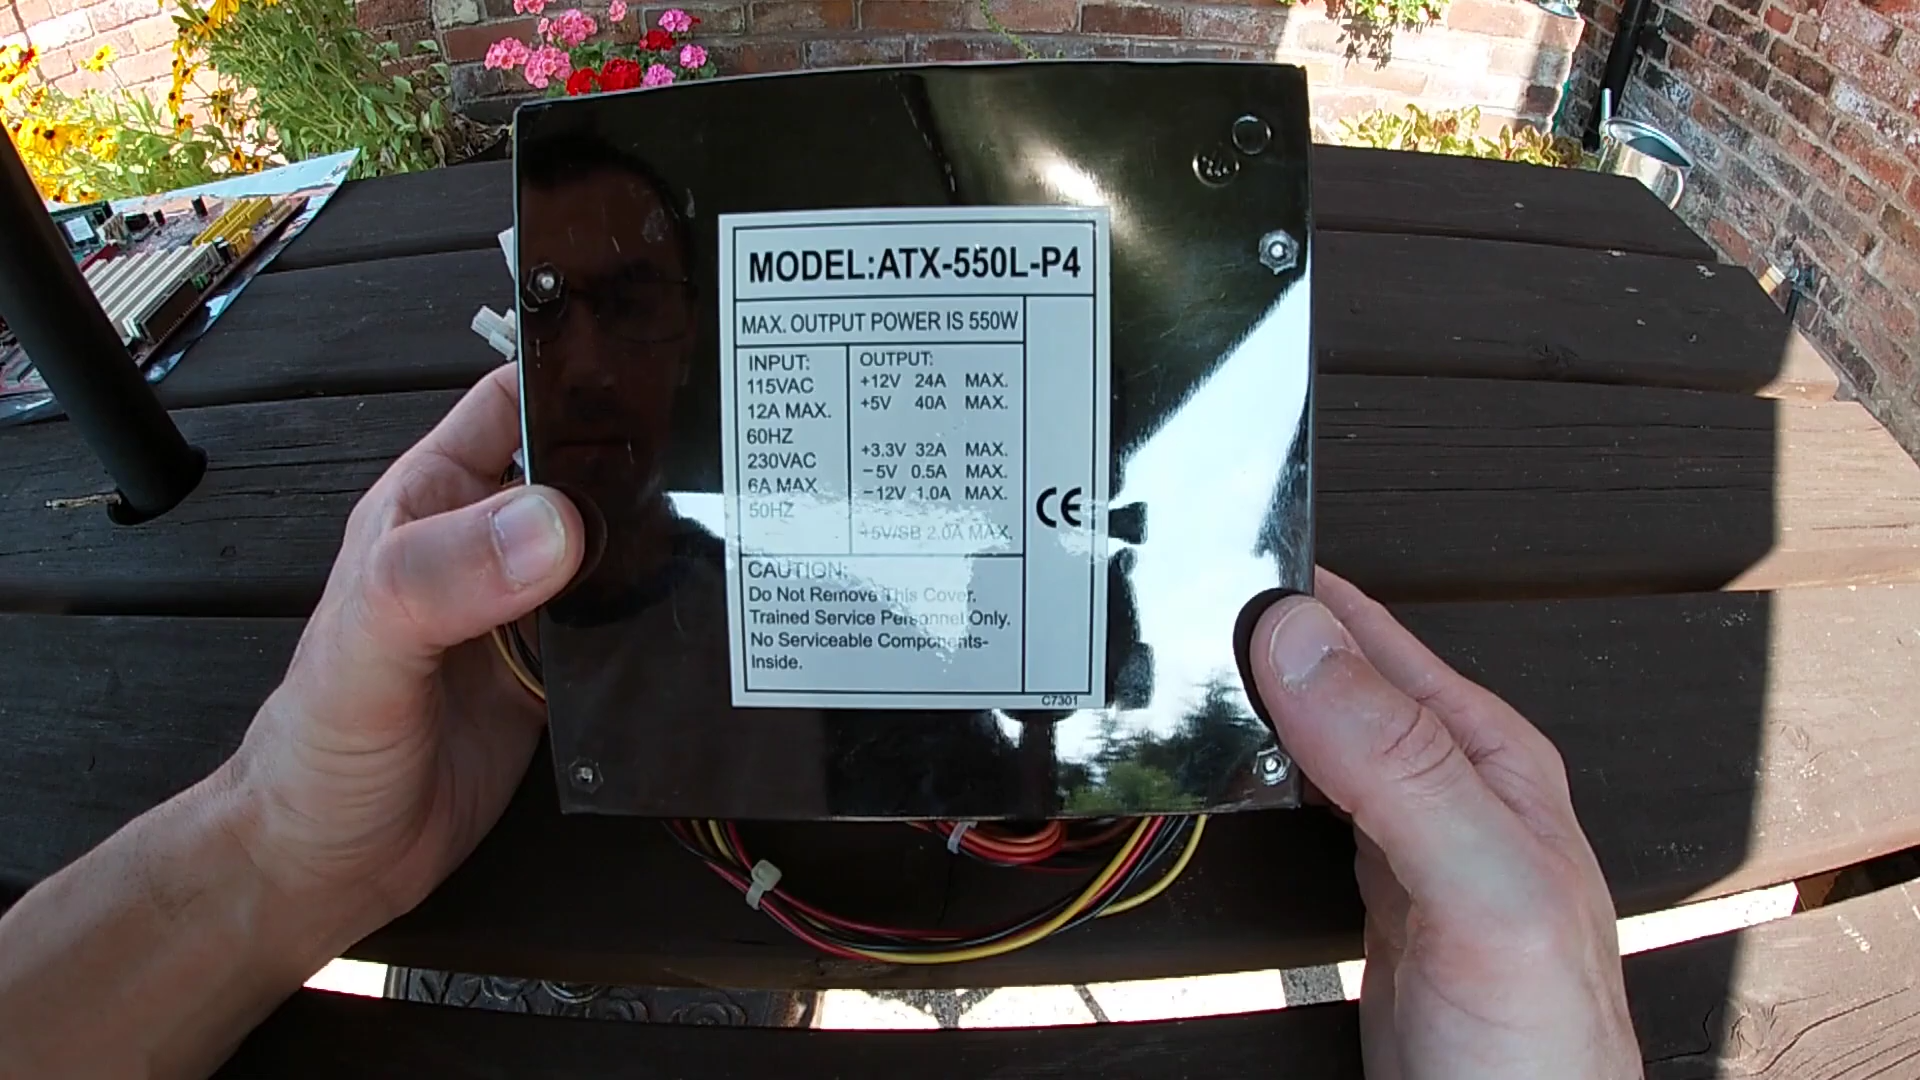 MODEL:ATX-550L-P4
MAX. OUTPUT POWER IS 550W
INPUT:
115VAC
12A MAX.
60HZ
230VAC
6A MAX.
50HZ
OUTPUT:
+12V 24A MAX.
+5V 40A MAX.
+3.3V 32A MAX.
−5V 0.5A MAX.
−12V 1.0A MAX.
+5V/SB 2.0A MAX.
CE
CAUTION:
Do Not Remove This Cover.
Trained Service Personnel Only.
No Serviceable Components-
Inside.
C7301